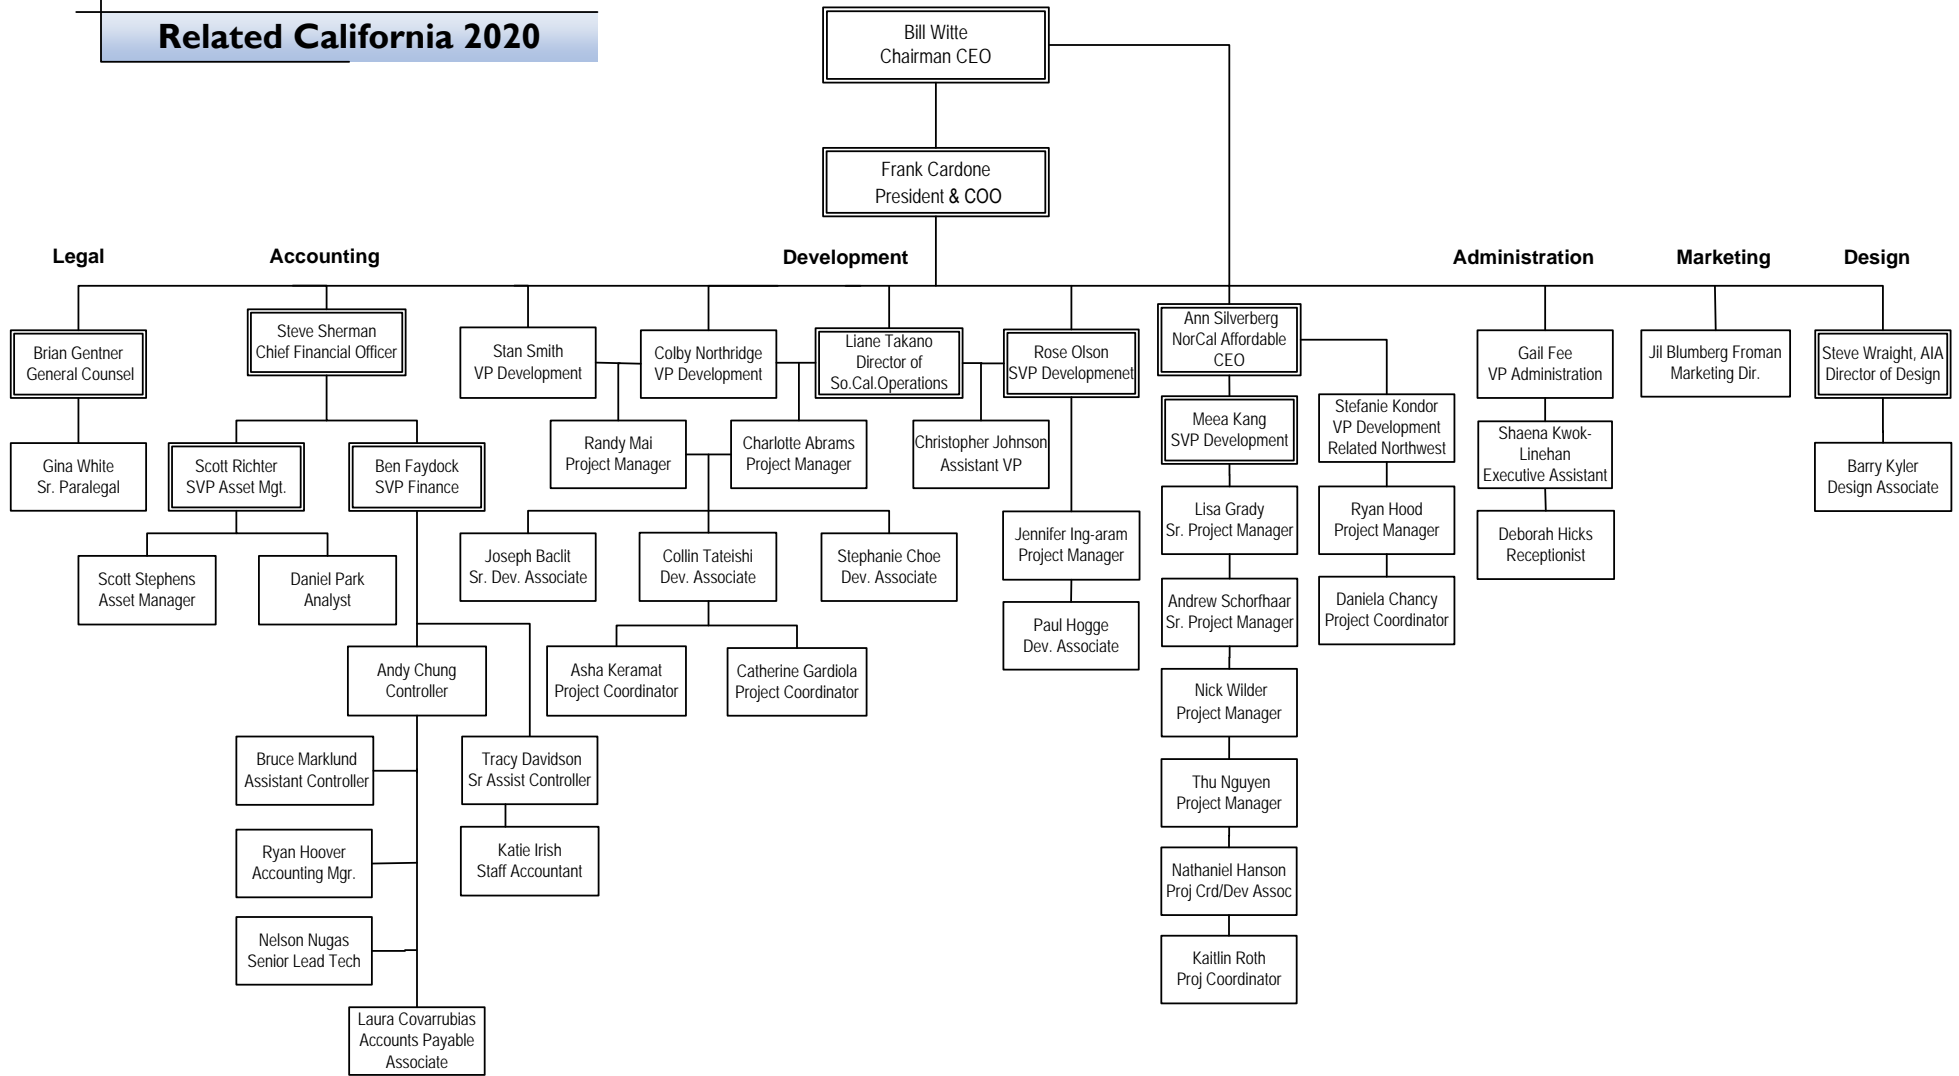 Related California 2020
Bill Witte
Chairman CEO
Frank Cardone
President & COO
Legal
Accounting
Development
Administration
Marketing
Design
Brian Gentner
General Counsel
Gina White
Sr. Paralegal
Steve Sherman
Chief Financial Officer
Scott Richter
SVP Asset Mgt.
Ben Faydock
SVP Finance
Scott Stephens
Asset Manager
Daniel Park
Analyst
Andy Chung
Controller
Bruce Marklund
Assistant Controller
Tracy Davidson
Sr Assist Controller
Ryan Hoover
Accounting Mgr.
Katie Irish
Staff Accountant
Nelson Nugas
Senior Lead Tech
Laura Covarrubias
Accounts Payable
Associate
Stan Smith
VP Development
Colby Northridge
VP Development
Liane Takano
Director of
So.Cal.Operations
Rose Olson
SVP Developmenet
Randy Mai
Project Manager
Charlotte Abrams
Project Manager
Christopher Johnson
Assistant VP
Joseph Baclit
Sr. Dev. Associate
Collin Tateishi
Dev. Associate
Stephanie Choe
Dev. Associate
Asha Keramat
Project Coordinator
Catherine Gardiola
Project Coordinator
Jennifer Ing-aram
Project Manager
Paul Hogge
Dev. Associate
Ann Silverberg
NorCal Affordable
CEO
Meea Kang
SVP Development
Lisa Grady
Sr. Project Manager
Andrew Schorfhaar
Sr. Project Manager
Nick Wilder
Project Manager
Thu Nguyen
Project Manager
Nathaniel Hanson
Proj Crd/Dev Assoc
Kaitlin Roth
Proj Coordinator
Stefanie Kondor
VP Development
Related Northwest
Ryan Hood
Project Manager
Daniela Chancy
Project Coordinator
Gail Fee
VP Administration
Shaena Kwok-
Linehan
Executive Assistant
Deborah Hicks
Receptionist
Jil Blumberg Froman
Marketing Dir.
Steve Wraight, AIA
Director of Design
Barry Kyler
Design Associate